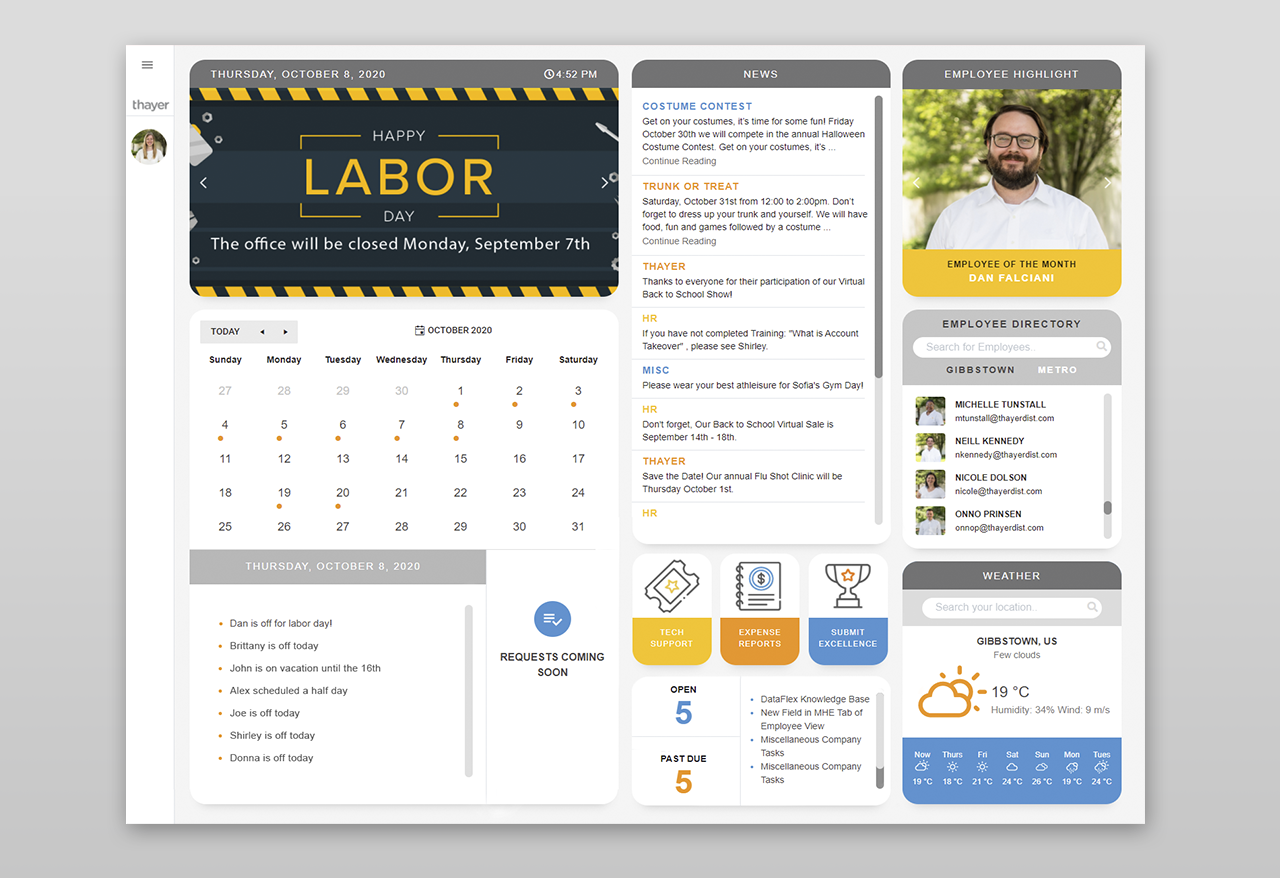 thayer
THURSDAY, OCTOBER 8, 2020
4:52 PM
HAPPY
LABOR
DAY
The office will be closed Monday, September 7th
TODAY
OCTOBER 2020
Sunday Monday Tuesday Wednesday Thursday Friday Saturday
27 28 29 30 1 2 3
4 5 6 7 8 9 10
11 12 13 14 15 16 17
18 19 20 21 22 23 24
25 26 27 28 29 30 31
THURSDAY, OCTOBER 8, 2020
• Dan is off for labor day!
• Brittany is off today
• John is on vacation until the 16th
• Alex scheduled a half day
• Joe is off today
• Shirley is off today
• Donna is off today
REQUESTS COMING
SOON
NEWS
COSTUME CONTEST
Get on your costumes, it's time for some fun! Friday
October 30th we will compete in the annual Halloween
Costume Contest. Get on your costumes, it's ...
Continue Reading
TRUNK OR TREAT
Saturday, October 31st from 12:00 to 2:00pm. Don't
forget to dress up your trunk and yourself. We will have
food, fun and games followed by a costume ...
Continue Reading
THAYER
Thanks to everyone for their participation of our Virtual
Back to School Show!
HR
If you have not completed Training: "What is Account
Takeover" , please see Shirley.
MISC
Please wear your best athleisure for Sofia's Gym Day!
HR
Don't forget, Our Back to School Virtual Sale is
September 14th - 18th.
THAYER
Save the Date! Our annual Flu Shot Clinic will be
Thursday October 1st.
HR
TECH
SUPPORT
EXPENSE
REPORTS
SUBMIT
EXCELLENCE
OPEN
5
PAST DUE
5
• DataFlex Knowledge Base
• New Field in MHE Tab of
Employee View
• Miscellaneous Company
Tasks
• Miscellaneous Company
Tasks
EMPLOYEE HIGHLIGHT
EMPLOYEE OF THE MONTH
DAN FALCIANI
EMPLOYEE DIRECTORY
Search for Employees..
GIBBSTOWN METRO
MICHELLE TUNSTALL
mtunstall@thayerdist.com
NEILL KENNEDY
nkennedy@thayerdist.com
NICOLE DOLSON
nicole@thayerdist.com
ONNO PRINSEN
onnop@thayerdist.com
WEATHER
Search your location..
GIBBSTOWN, US
Few clouds
19 °C
Humidity: 34% Wind: 9 m/s
Now Thurs Fri Sat Sun Mon Tues
19 °C 18 °C 21 °C 24 °C 26 °C 19 °C 24 °C